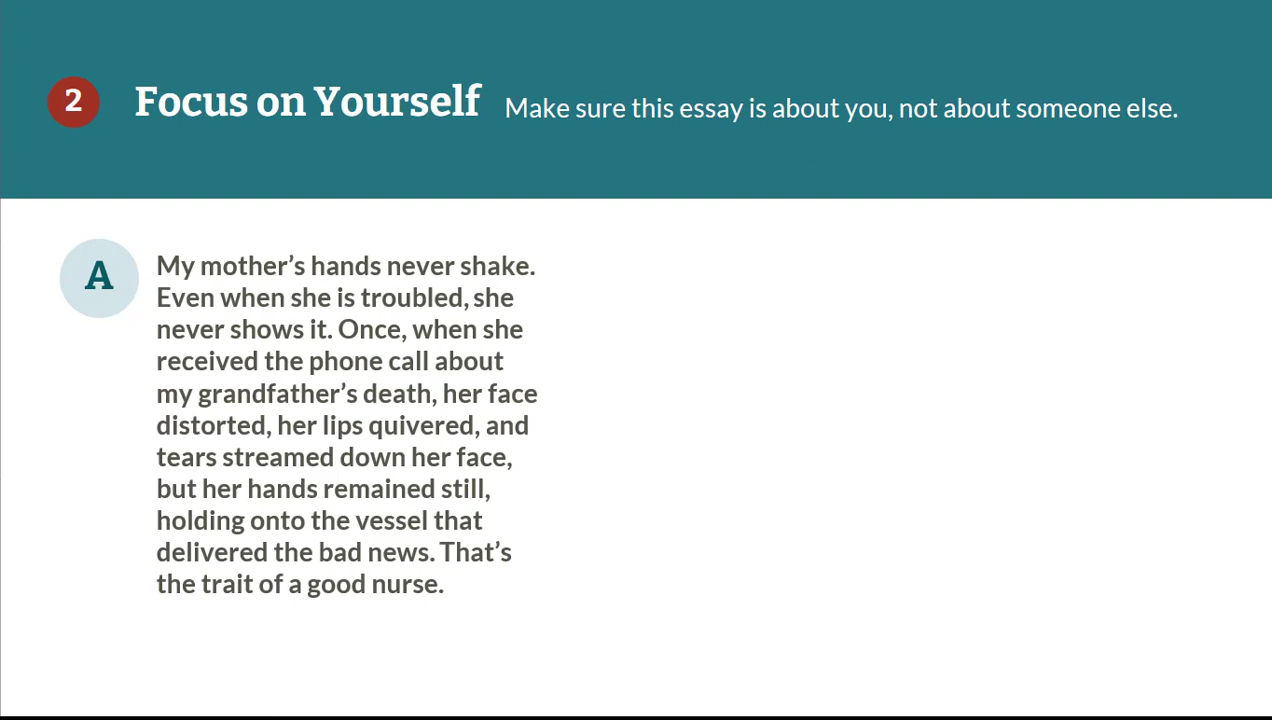 2
Focus on Yourself Make sure this essay is about you, not about someone else.
A
My mother’s hands never shake.
Even when she is troubled, she
never shows it. Once, when she
received the phone call about
my grandfather’s death, her face
distorted, her lips quivered, and
tears streamed down her face,
but her hands remained still,
holding onto the vessel that
delivered the bad news. That’s
the trait of a good nurse.